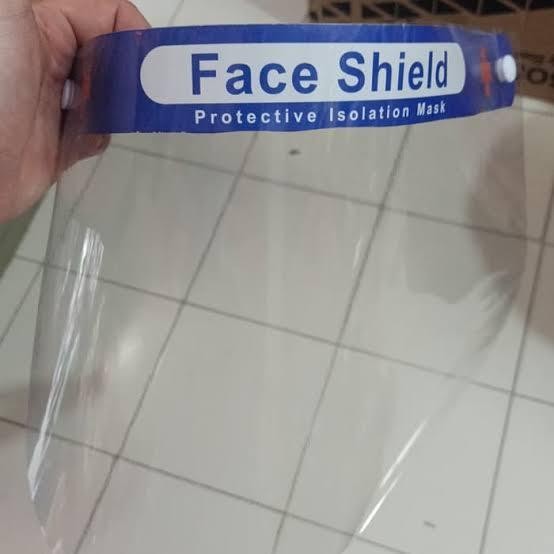 Face Shield
Protective Isolation Mask